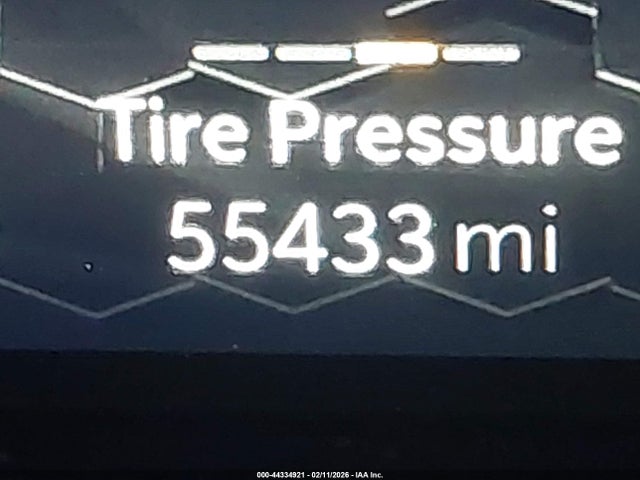 Tire Pressure
55433 mi
000-44334921 - 02/11/2026 - IAA Inc.